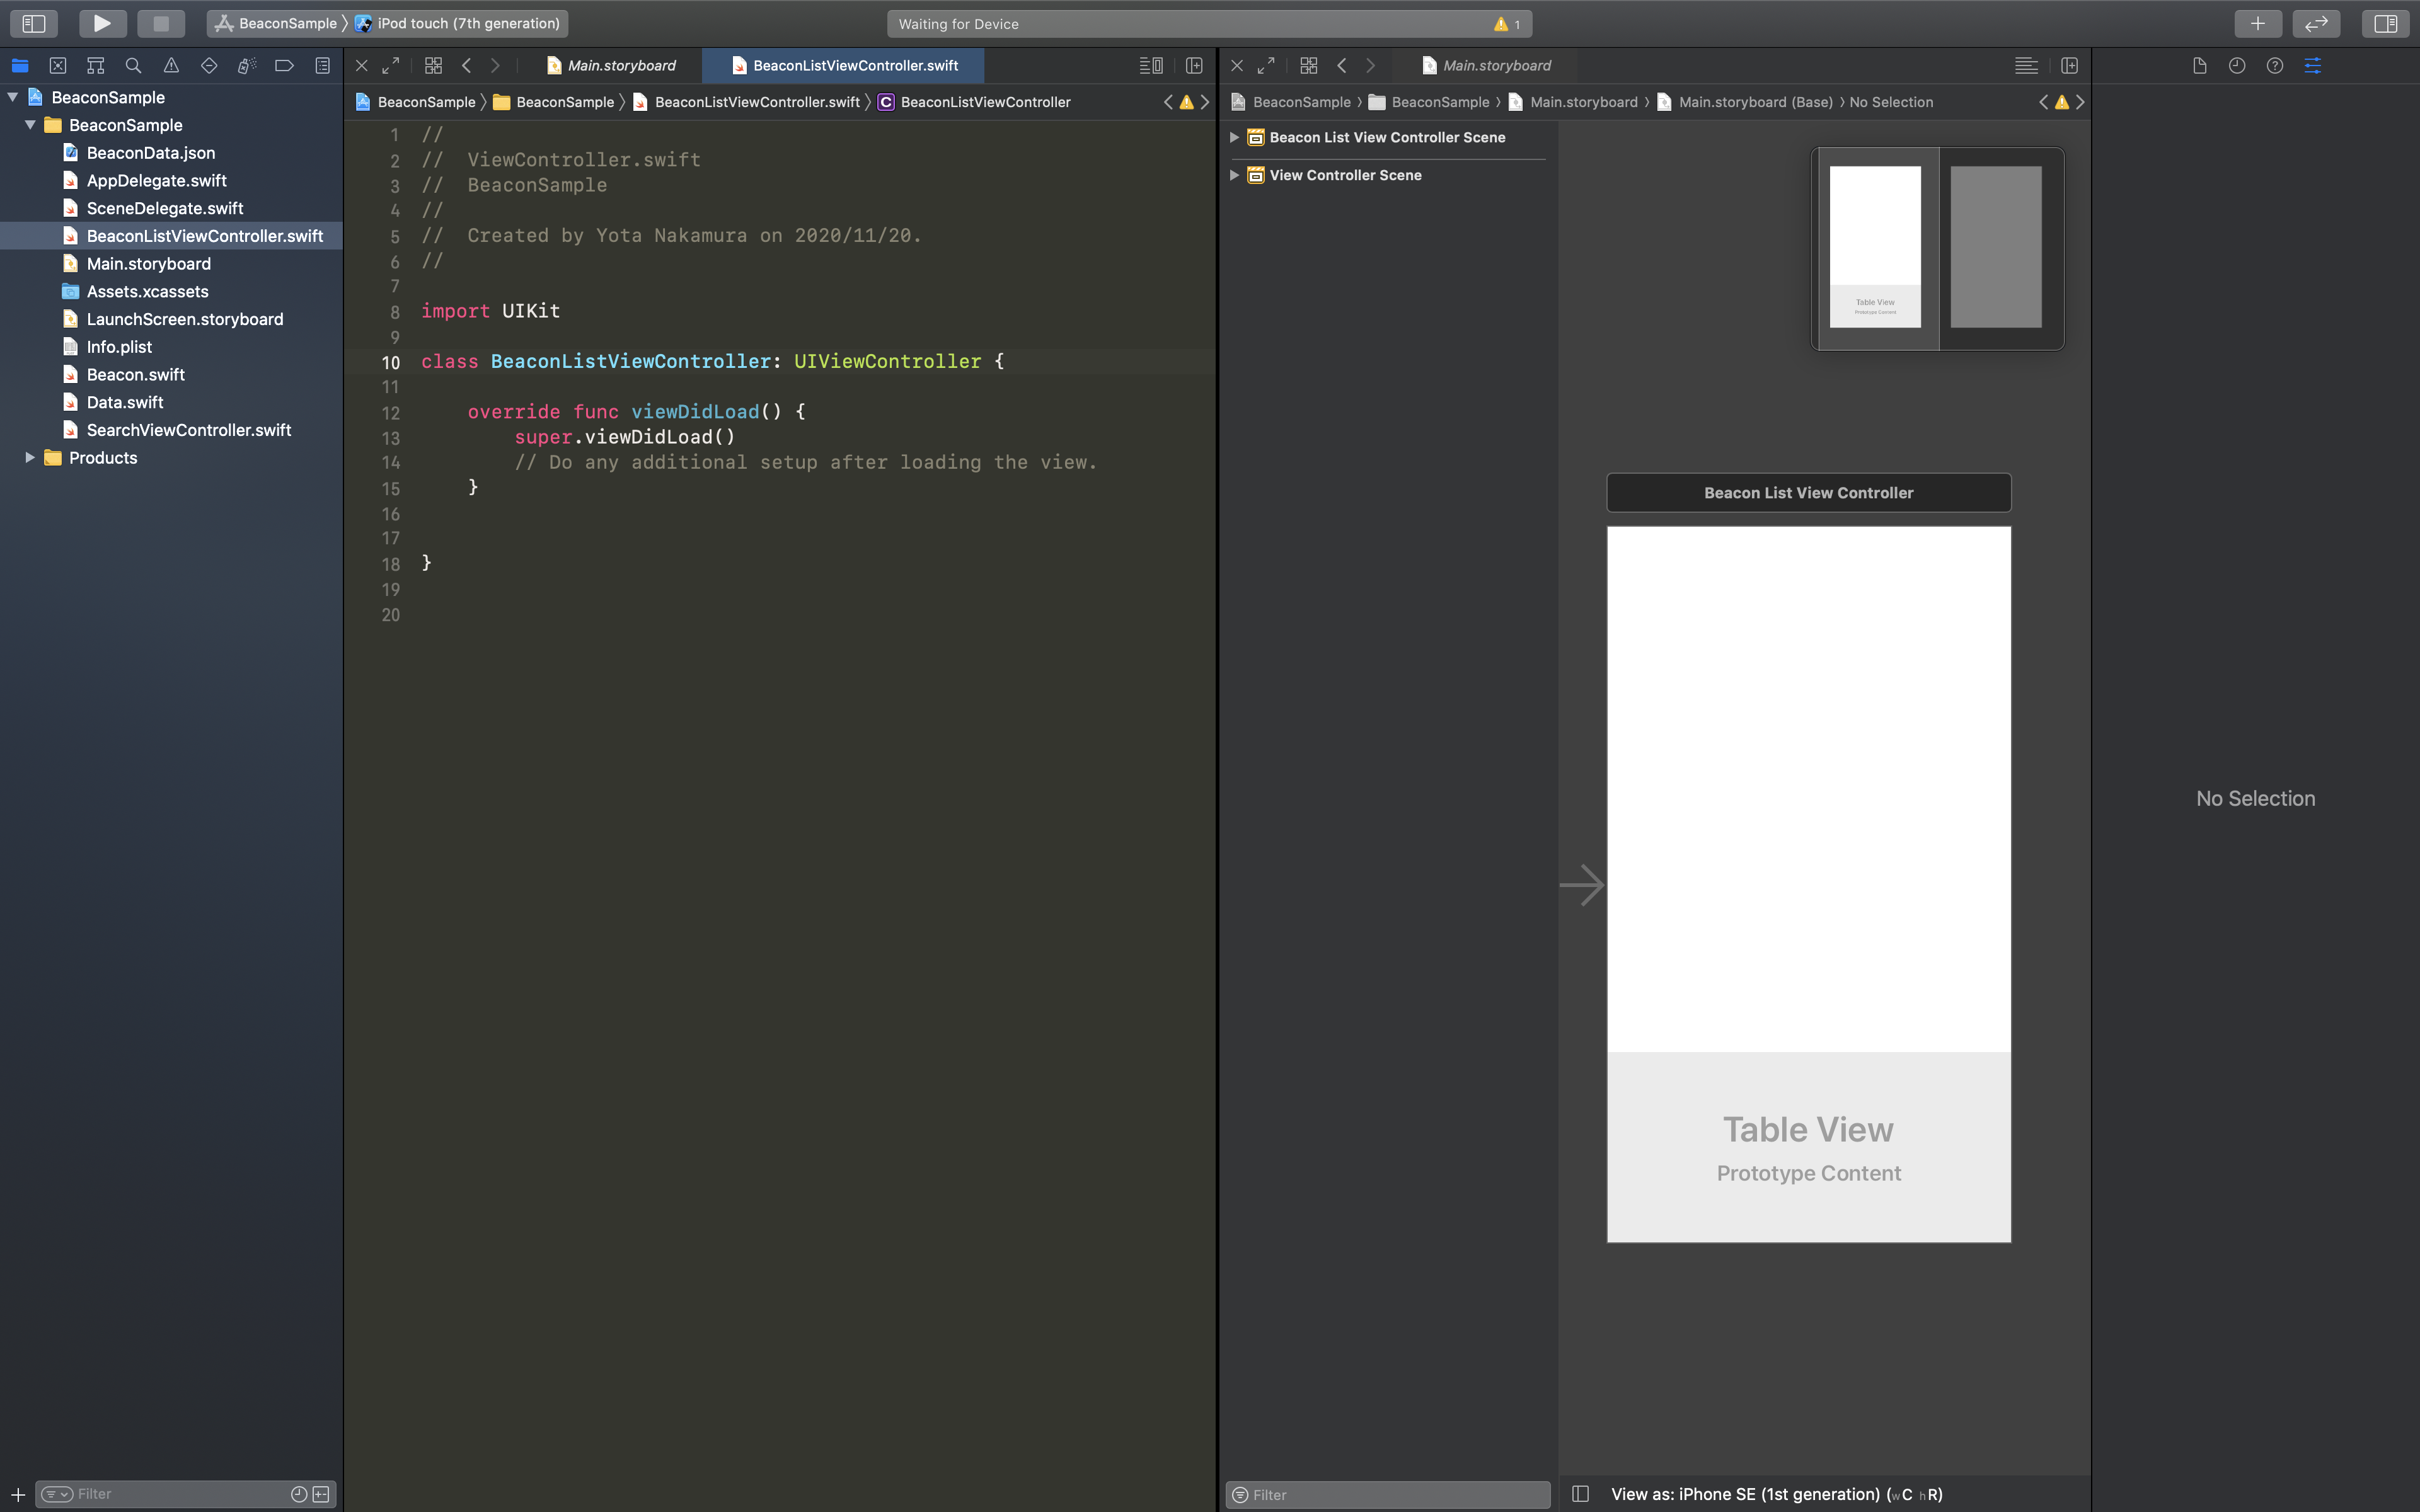 BeaconSample 〉 iPod touch (7th generation)
Waiting for Device
1
Main.storyboard
BeaconListViewController.swift
Main.storyboard
BeaconSample 〉 BeaconSample 〉 BeaconListViewController.swift 〉 C BeaconListViewController
BeaconSample 〉 BeaconSample 〉 Main.storyboard 〉 Main.storyboard (Base) 〉 No Selection
BeaconSample
BeaconSample
BeaconData.json
AppDelegate.swift
SceneDelegate.swift
BeaconListViewController.swift
Main.storyboard
Assets.xcassets
LaunchScreen.storyboard
Info.plist
Beacon.swift
Data.swift
SearchViewController.swift
Products
Filter
1 //
2 //  ViewController.swift
3 //  BeaconSample
4 //
5 //  Created by Yota Nakamura on 2020/11/20.
6 //
7
8 import UIKit
9
10 class BeaconListViewController: UIViewController {
11
12     override func viewDidLoad() {
13         super.viewDidLoad()
14         // Do any additional setup after loading the view.
15     }
16
17
18 }
19
20
Beacon List View Controller Scene
View Controller Scene
Filter
Table View
Prototype Content
Beacon List View Controller
Table View
Prototype Content
View as: iPhone SE (1st generation) (wC hR)
No Selection